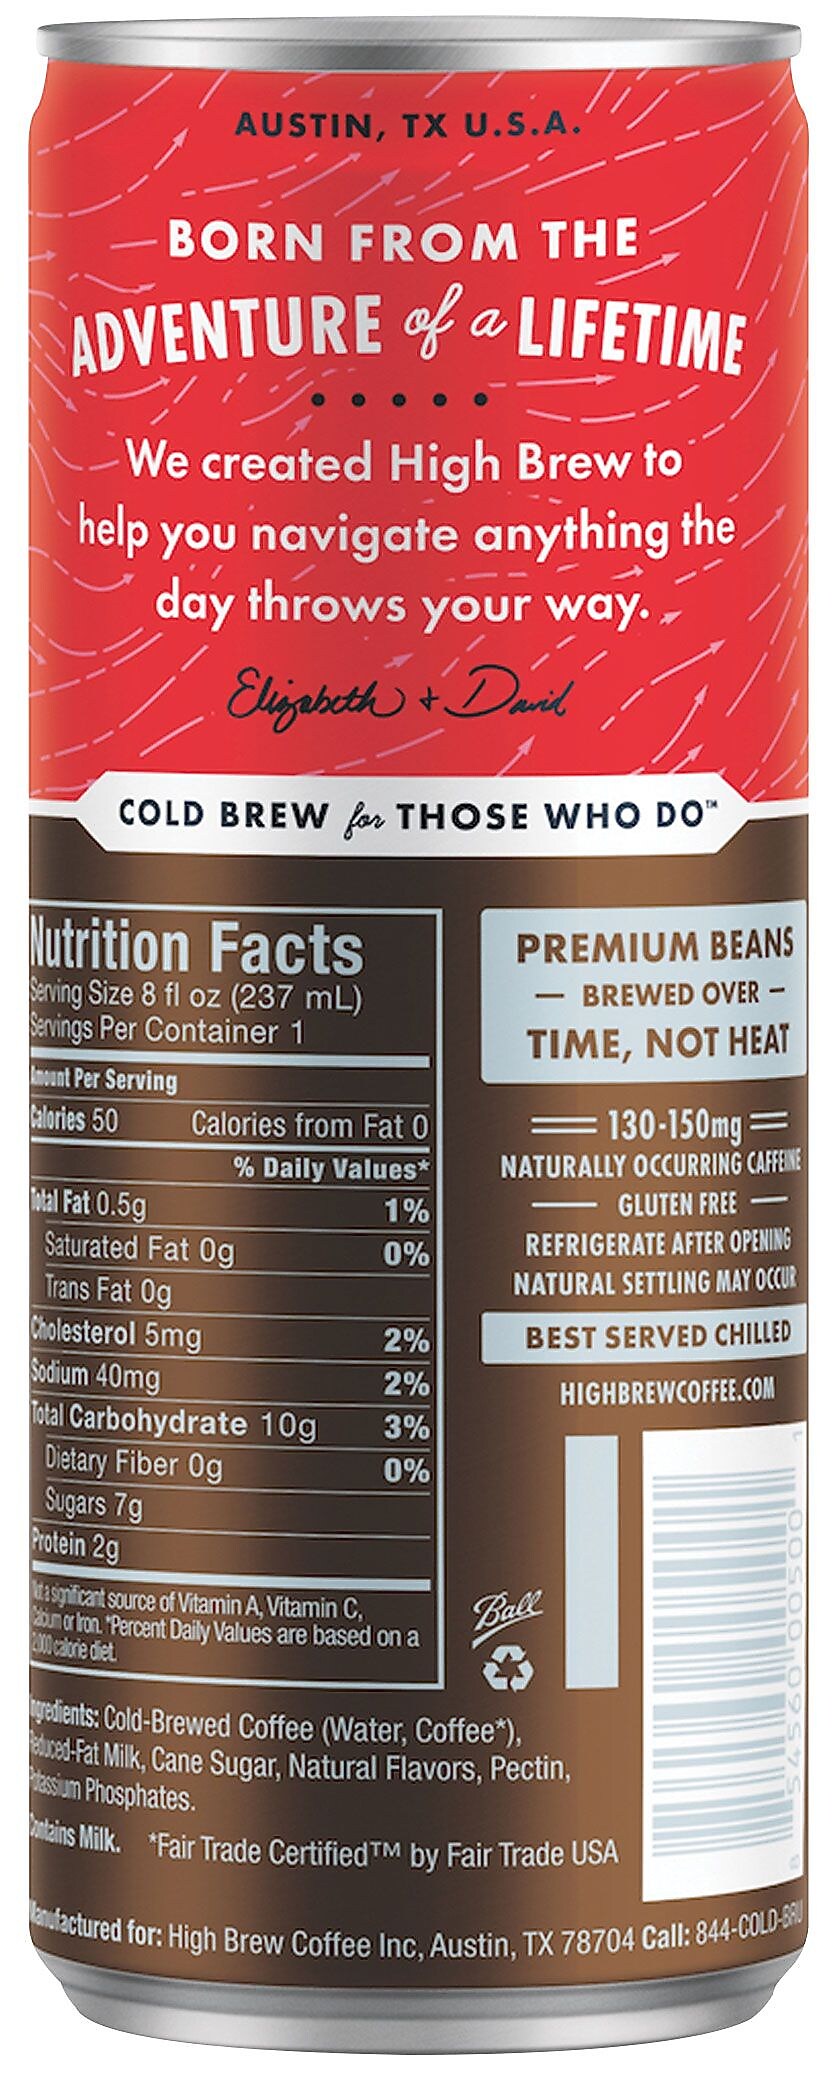 AUSTIN, TX U.S.A.
BORN FROM THE
ADVENTURE of a LIFETIME
We created High Brew to
help you navigate anything the
day throws your way.
Elizabeth + David
COLD BREW for THOSE WHO DO™
Nutrition Facts
Serving Size 8 fl oz (237 mL)
Servings Per Container 1
Amount Per Serving
Calories 50 Calories from Fat 0
% Daily Values*
Total Fat 0.5g 1%
Saturated Fat 0g 0%
Trans Fat 0g
Cholesterol 5mg 2%
Sodium 40mg 2%
Total Carbohydrate 10g 3%
Dietary Fiber 0g 0%
Sugars 7g
Protein 2g
Not a significant source of Vitamin A, Vitamin C,
Calcium or Iron. *Percent Daily Values are based on a
2,000 calorie diet.
Ingredients: Cold-Brewed Coffee (Water, Coffee*),
Reduced-Fat Milk, Cane Sugar, Natural Flavors, Pectin,
Potassium Phosphates.
Contains Milk. *Fair Trade Certified™ by Fair Trade USA
Manufactured for: High Brew Coffee Inc, Austin, TX 78704 Call: 844-COLD-BRU
PREMIUM BEANS
— BREWED OVER —
TIME, NOT HEAT
130-150mg
NATURALLY OCCURRING CAFFEINE
GLUTEN FREE
REFRIGERATE AFTER OPENING
NATURAL SETTLING MAY OCCUR
BEST SERVED CHILLED
HIGHBREWCOFFEE.COM
Ball
8 54560 00500 1